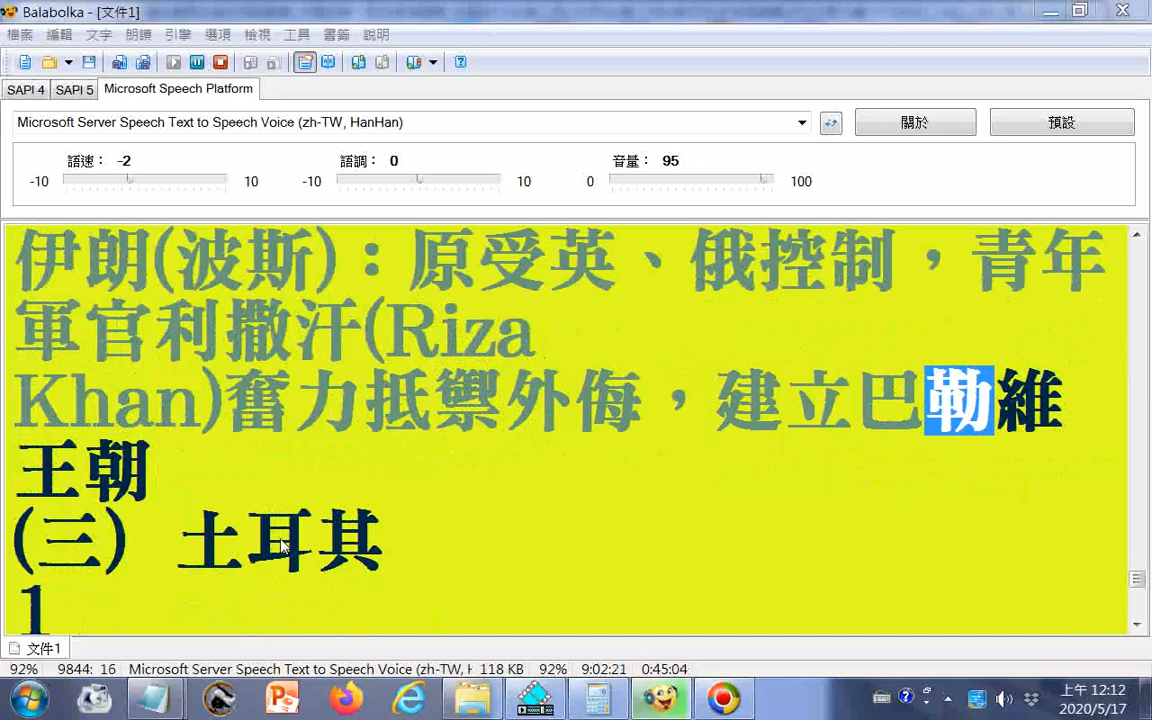 Balabolka - [文件1]
檔案 編輯 文字 朗讀 引擎 選項 檢視 工具 書籤 說明
SAPI 4 SAPI 5 Microsoft Speech Platform
Microsoft Server Speech Text to Speech Voice (zh-TW, HanHan) 關於 預設
語速： -2 語調： 0 音量： 95
-10 10 -10 10 0 100
伊朗(波斯)：原受英、俄控制，青年
軍官利撒汗(Riza
Khan)奮力抵禦外侮，建立巴勒維
王朝
(三) 土耳其
1
文件1
92% 9844: 16 Microsoft Server Speech Text to Speech Voice (zh-TW, H 118 KB 92% 9:02:21 0:45:04
上午 12:12
2020/5/17